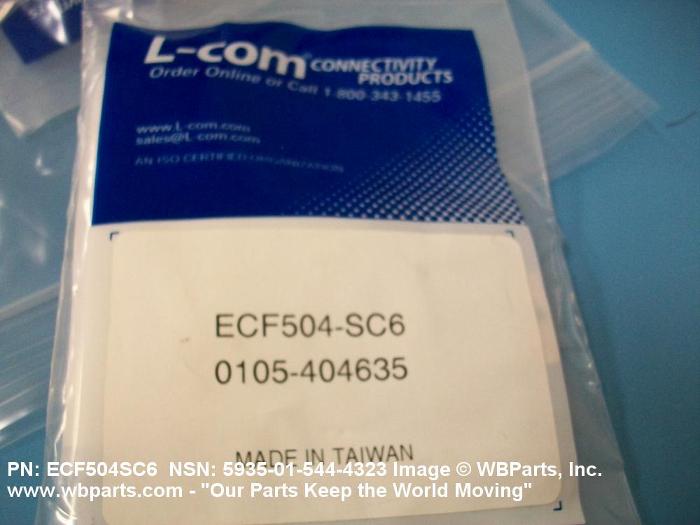 L-com CONNECTIVITY PRODUCTS
Order Online or Call 1-800-343-1455
www.L-com.com
sales@L-com.com
AN ISO CERTIFIED ORGANIZATION
ECF504-SC6
0105-404635
MADE IN TAIWAN
PN: ECF504SC6 NSN: 5935-01-544-4323 Image © WBParts, Inc.
www.wbparts.com - "Our Parts Keep the World Moving"